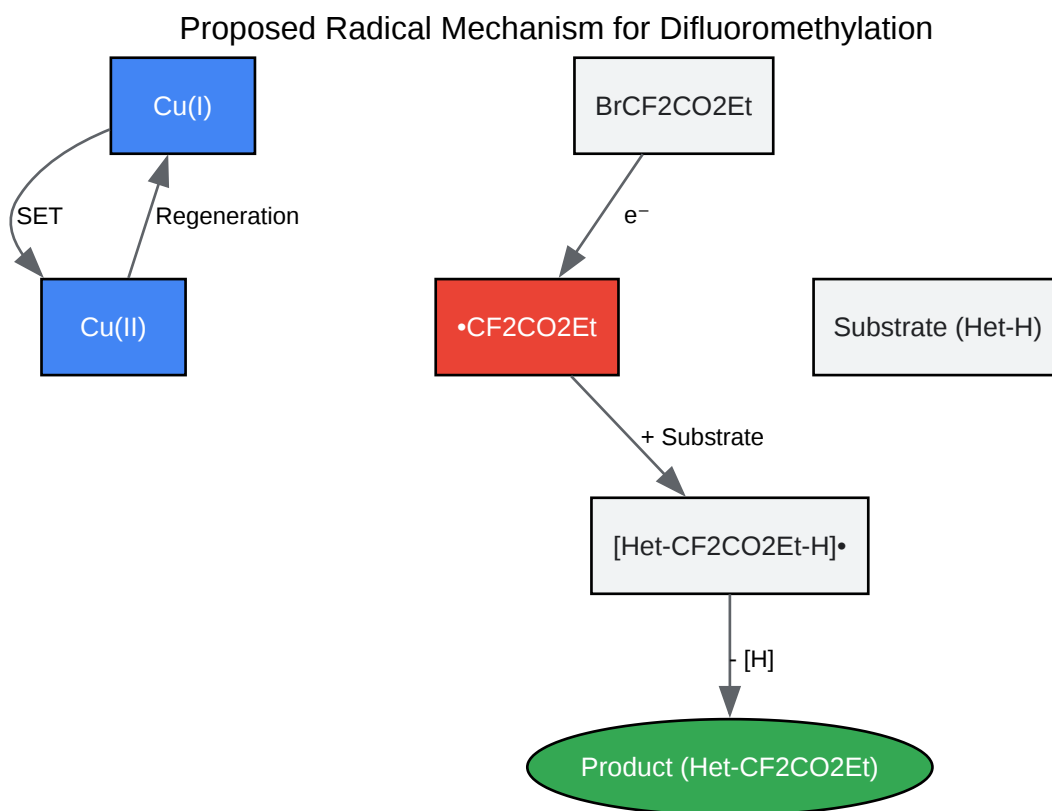 Proposed Radical Mechanism for Difluoromethylation
Cu(I)
BrCF2CO2Et
SET
Regeneration
e⁻
Cu(II)
•CF2CO2Et
Substrate (Het-H)
+ Substrate
[Het-CF2CO2Et-H]•
- [H]
Product (Het-CF2CO2Et)